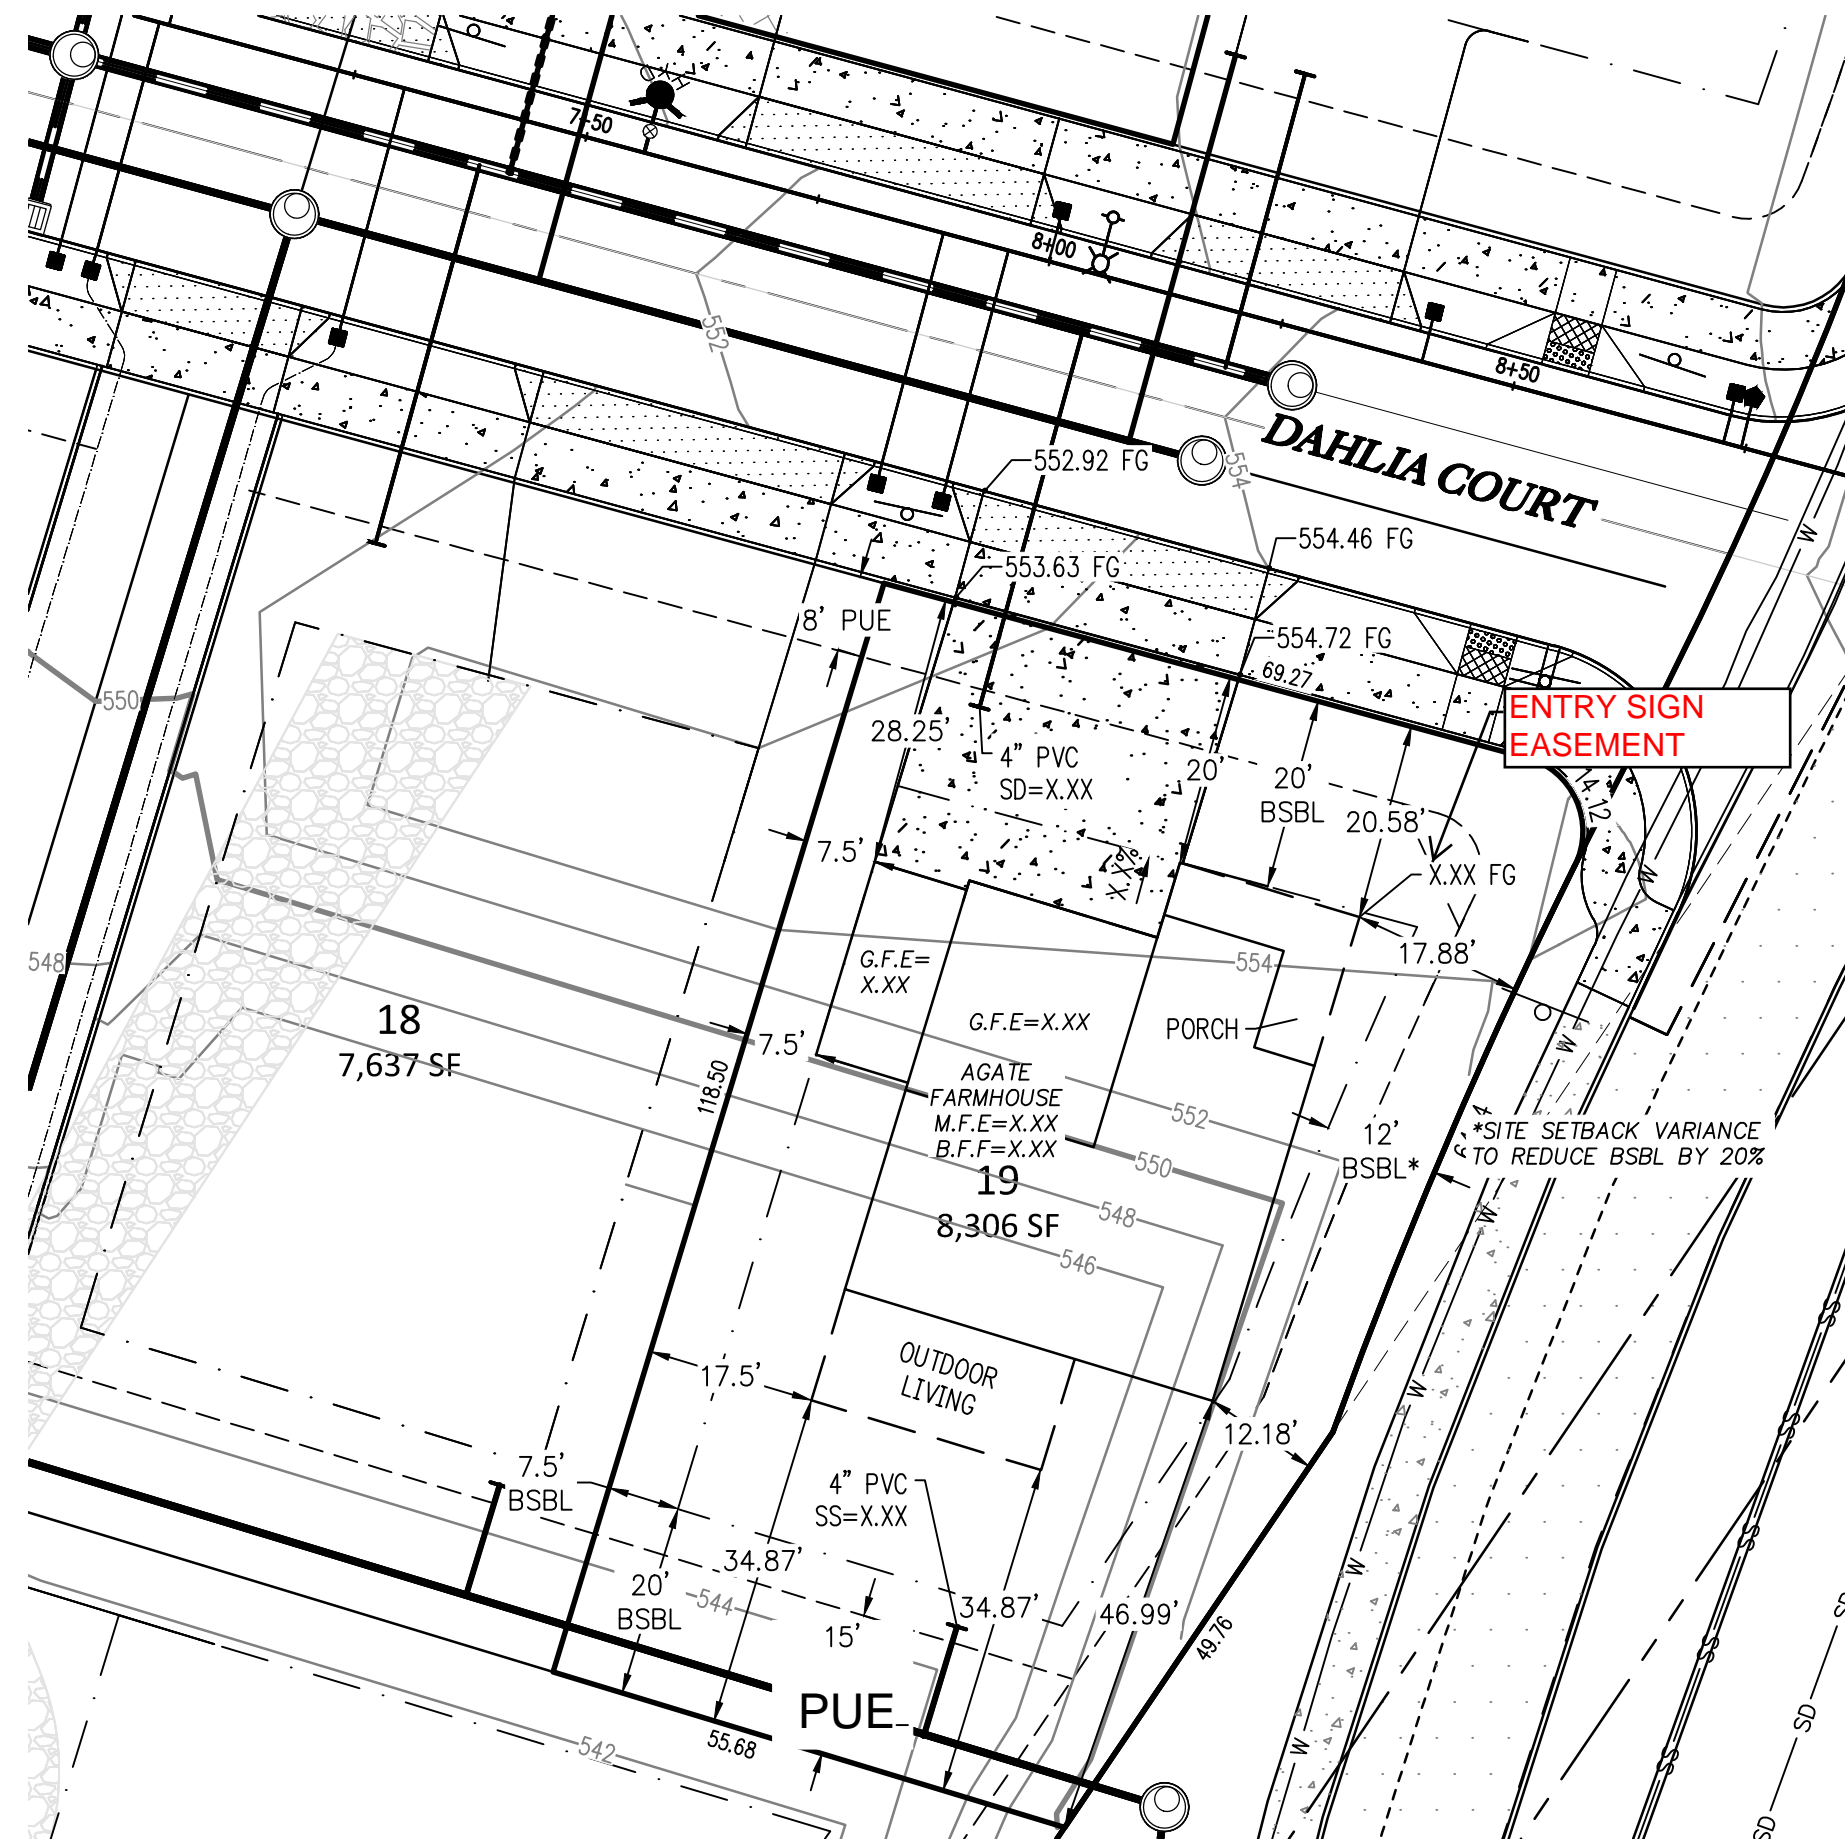 7+50
8+00
8+50
552
554
DAHLIA COURT
552.92 FG
554.46 FG
553.63 FG
554.72 FG
69.27
8' PUE
550
28.25'
4" PVC
SD=X.XX
20'
20'
BSBL
20.58'
ENTRY SIGN
EASEMENT
14.12
7.5'
X.X%
X.XX FG
17.88'
W
W
W
548
G.F.E=
X.XX
554
18
7,637 SF
7.5'
G.F.E=X.XX
PORCH
118.50
AGATE
FARMHOUSE
M.F.E=X.XX
B.F.F=X.XX
552
550
12'
BSBL*
*SITE SETBACK VARIANCE
TO REDUCE BSBL BY 20%
19
8,306 SF
548
546
W
OUTDOOR
LIVING
17.5'
W
12.18'
SS
SS
7.5'
BSBL
4" PVC
SS=X.XX
34.87'
20'
BSBL
544
15'
34.87'
46.99'
49.76
W
SS
SS
PUE
55.68
542
W
SS
SD
SD